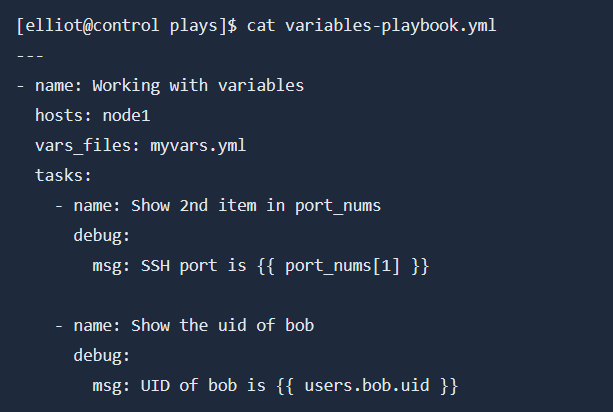 [elliot@control plays]$ cat variables-playbook.yml
---
- name: Working with variables
  hosts: node1
  vars_files: myvars.yml
  tasks:
    - name: Show 2nd item in port_nums
      debug:
        msg: SSH port is {{ port_nums[1] }}

    - name: Show the uid of bob
      debug:
        msg: UID of bob is {{ users.bob.uid }}